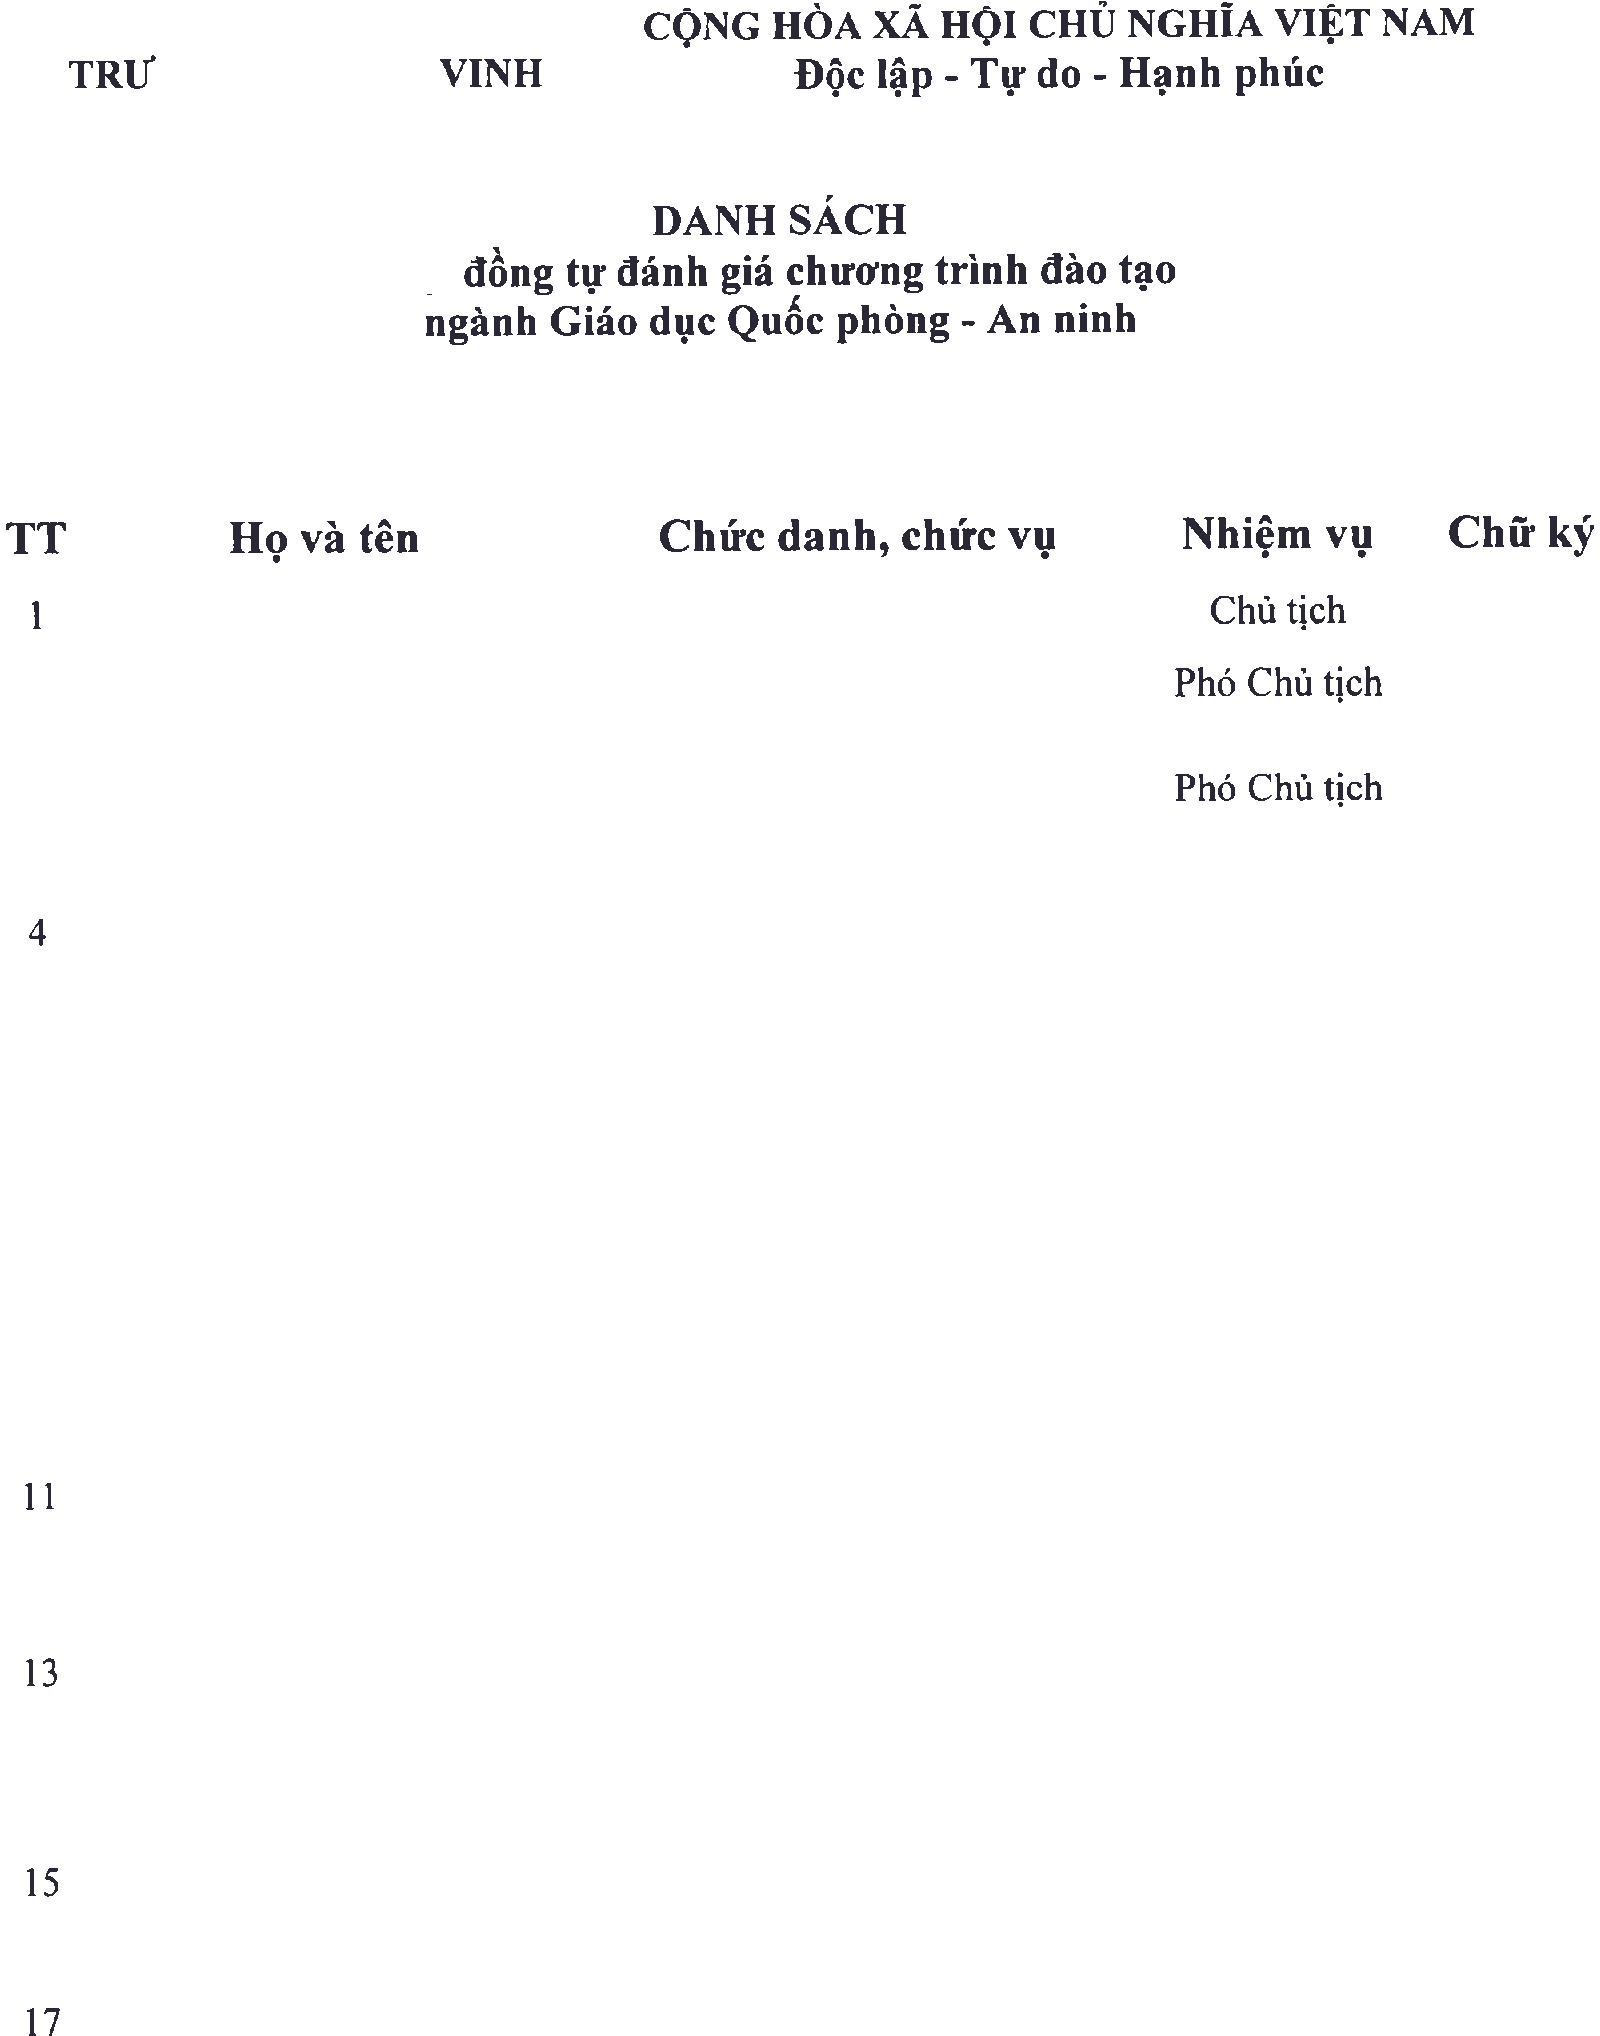 CỘNG HÒA XÃ HỘI CHỦ NGHĨA VIỆT NAM
TRƯ VINH Độc lập - Tự do - Hạnh phúc
DANH SÁCH
đồng tự đánh giá chương trình đào tạo
ngành Giáo dục Quốc phòng - An ninh
TT Họ và tên Chức danh, chức vụ Nhiệm vụ Chữ ký
1 Chủ tịch
Phó Chủ tịch
Phó Chủ tịch
4
11
13
15
17